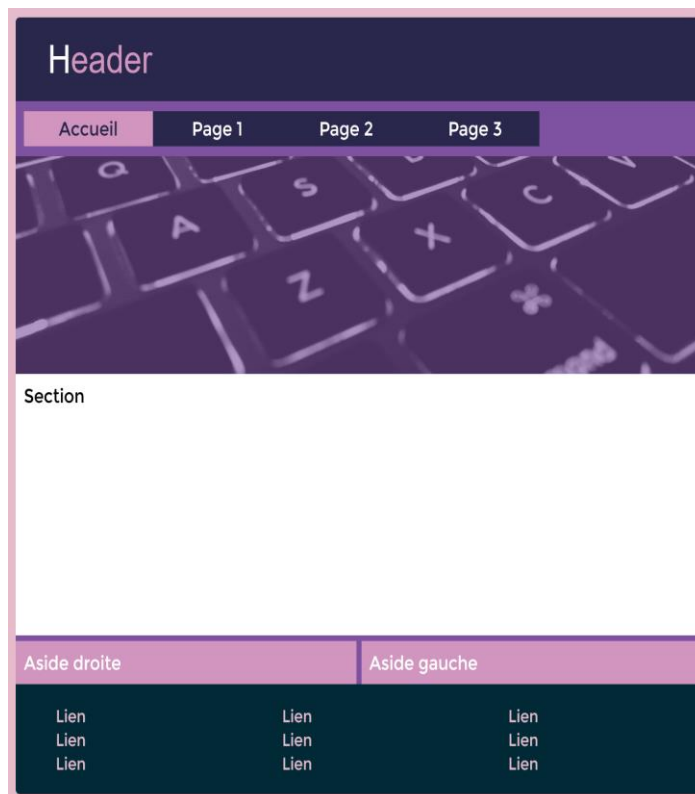 Header
Accueil Page 1 Page 2 Page 3
Q
A S
Z X C V
Section
Aside droite Aside gauche
Lien Lien Lien
Lien Lien Lien
Lien Lien Lien